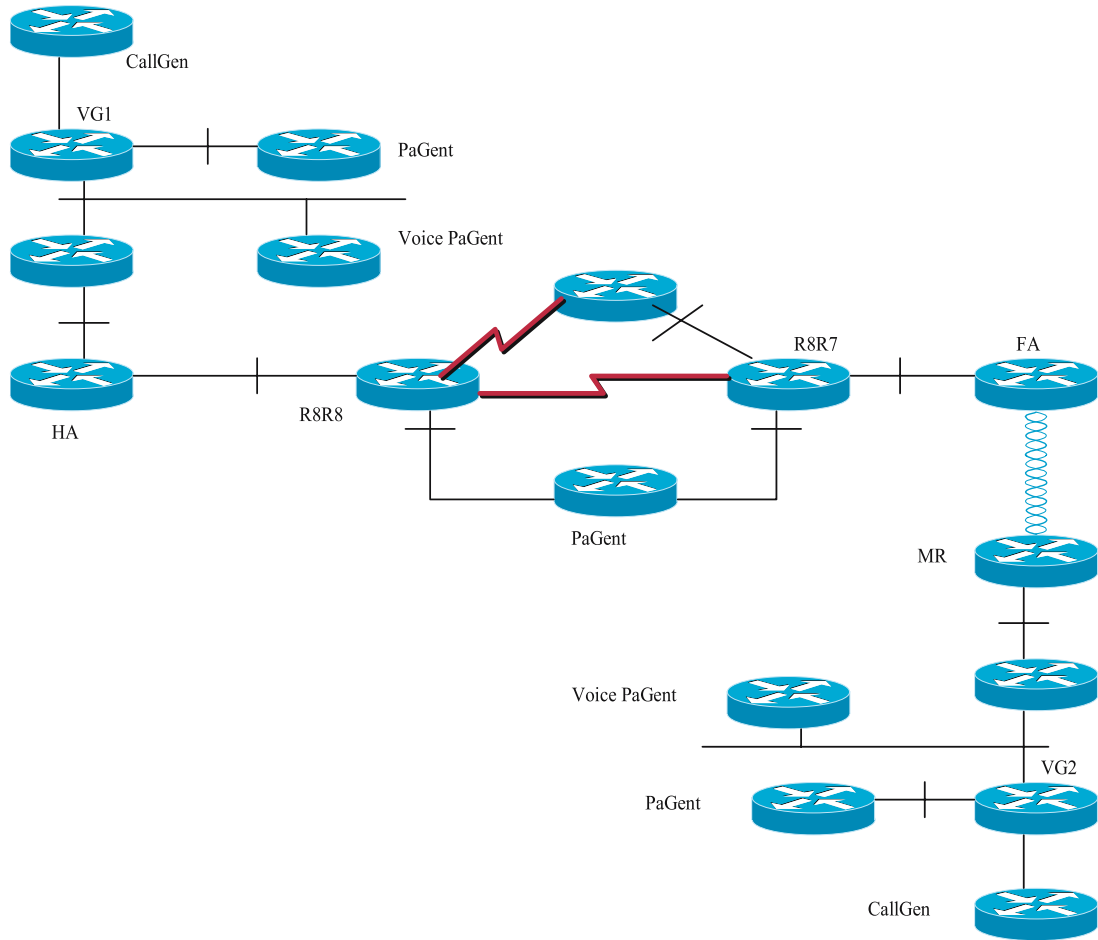 CallGen
VG1
PaGent
Voice PaGent
R8R7
FA
R8R8
HA
PaGent
MR
Voice PaGent
VG2
PaGent
CallGen